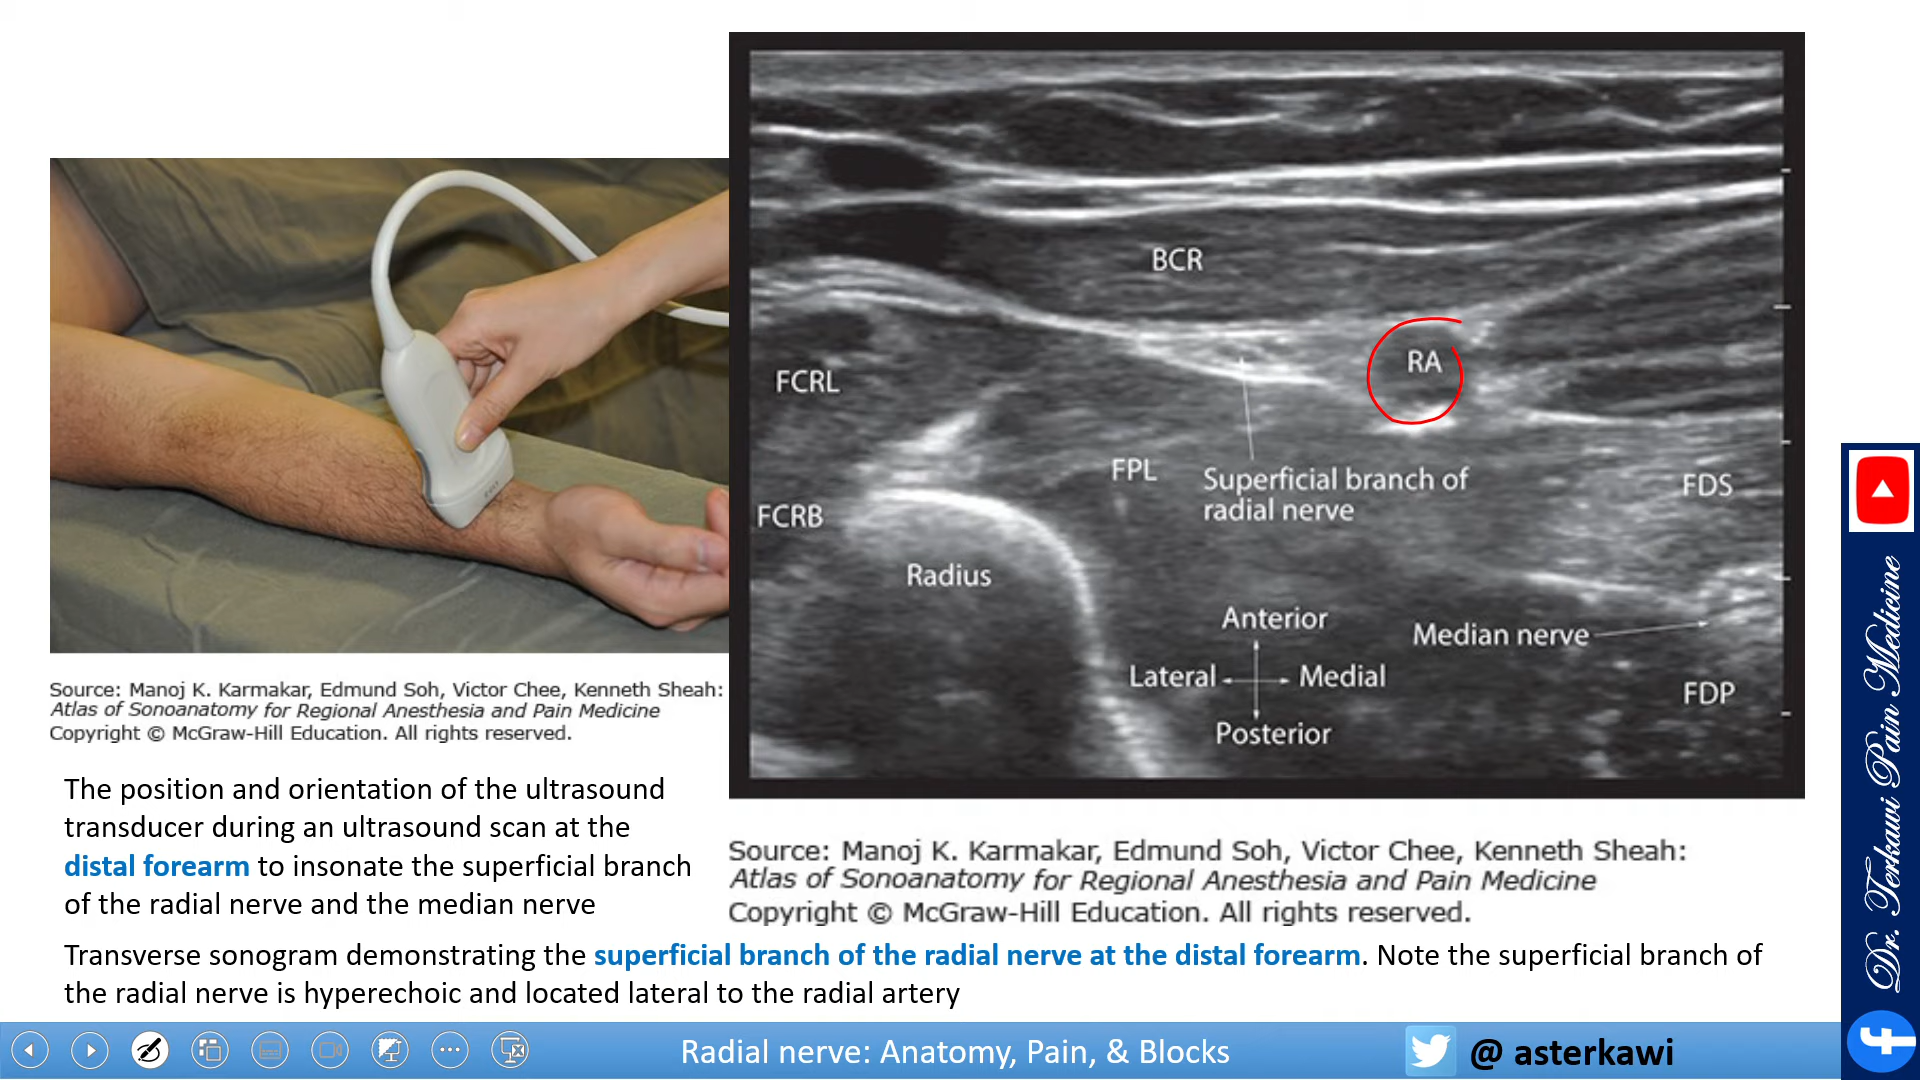 BCR
RA
FCRL
FPL
Superficial branch of
radial nerve
FDS
FCRB
Radius
Anterior
Median nerve
Lateral
Medial
FDP
Posterior
Source: Manoj K. Karmakar, Edmund Soh, Victor Chee, Kenneth Sheah:
Atlas of Sonoanatomy for Regional Anesthesia and Pain Medicine
Copyright © McGraw-Hill Education. All rights reserved.
The position and orientation of the ultrasound
transducer during an ultrasound scan at the
distal forearm to insonate the superficial branch
of the radial nerve and the median nerve
Source: Manoj K. Karmakar, Edmund Soh, Victor Chee, Kenneth Sheah:
Atlas of Sonoanatomy for Regional Anesthesia and Pain Medicine
Copyright © McGraw-Hill Education. All rights reserved.
Transverse sonogram demonstrating the superficial branch of the radial nerve at the distal forearm. Note the superficial branch of
the radial nerve is hyperechoic and located lateral to the radial artery
Dr. Terkawi Pain Medicine
Radial nerve: Anatomy, Pain, & Blocks
@ asterkawi